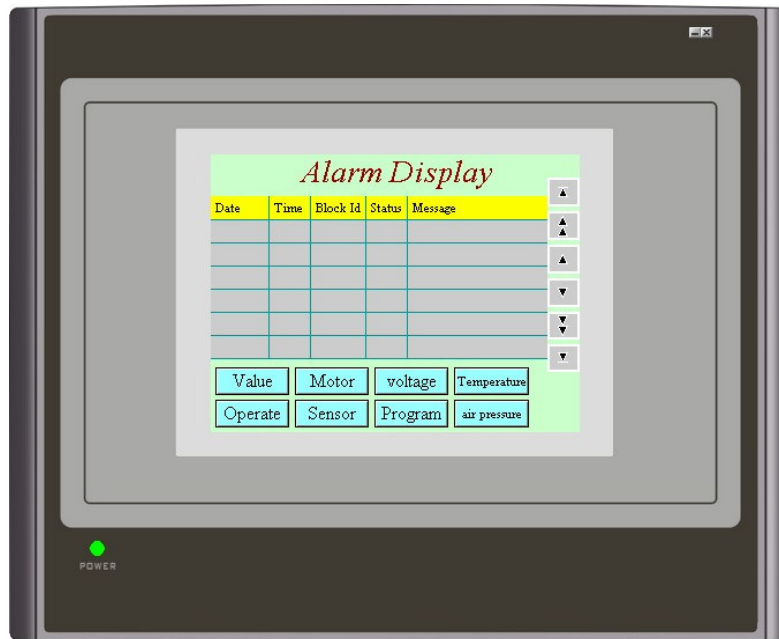 Alarm Display
Date Time Block Id Status Message
Value Motor voltage Temperature
Operate Sensor Program air pressure
POWER